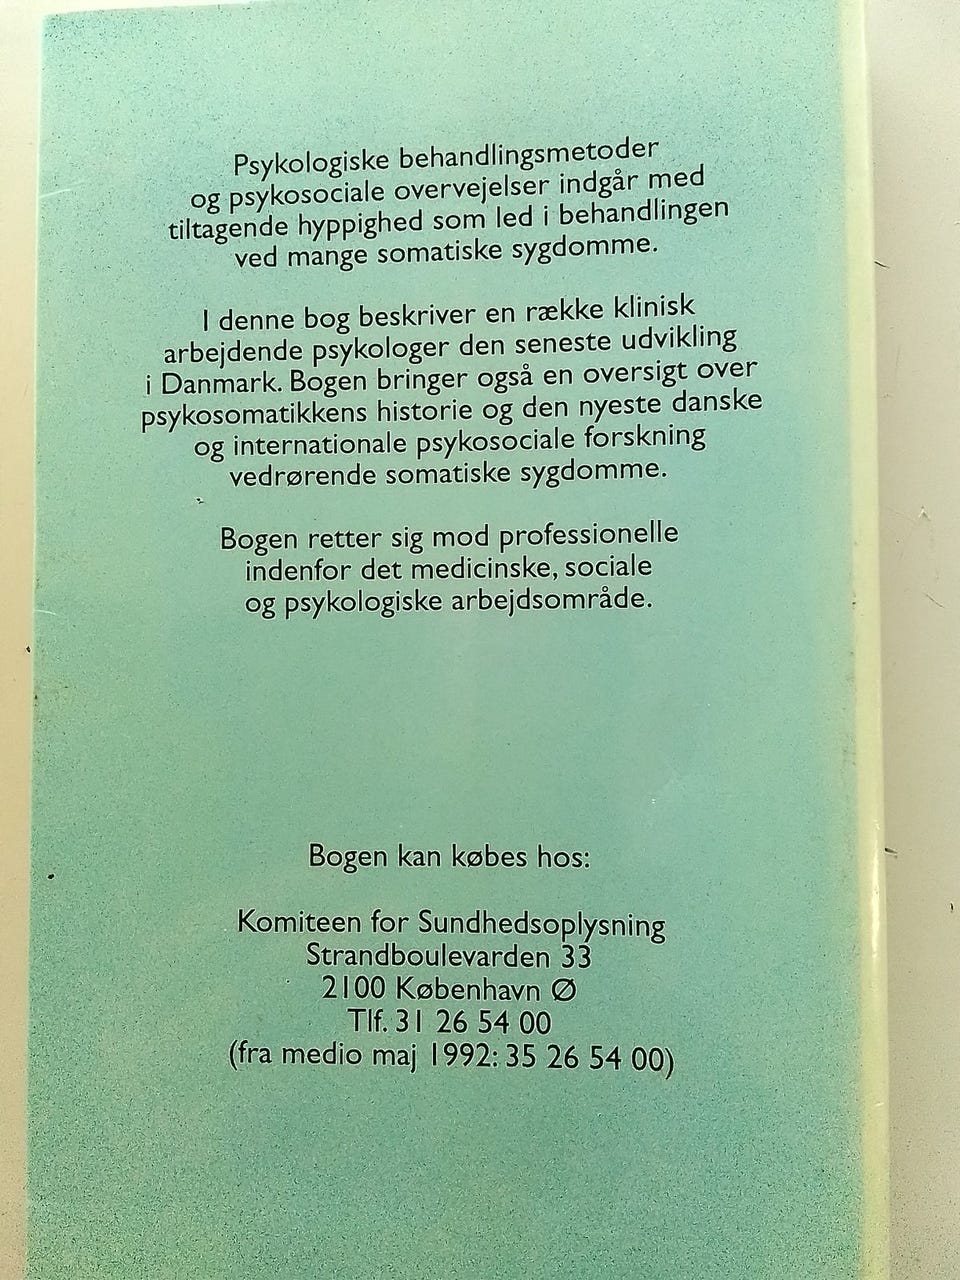 Psykologiske behandlingsmetoder
og psykosociale overvejelser indgår med
tiltagende hyppighed som led i behandlingen
ved mange somatiske sygdomme.
I denne bog beskriver en række klinisk
arbejdende psykologer den seneste udvikling
i Danmark. Bogen bringer også en oversigt over
psykosomatikkens historie og den nyeste danske
og internationale psykosociale forskning
vedrørende somatiske sygdomme.
Bogen retter sig mod professionelle
indenfor det medicinske, sociale
og psykologiske arbejdsområde.
Bogen kan købes hos:
Komiteen for Sundhedsoplysning
Strandboulevarden 33
2100 København Ø
Tlf. 31 26 54 00
(fra medio maj 1992: 35 26 54 00)